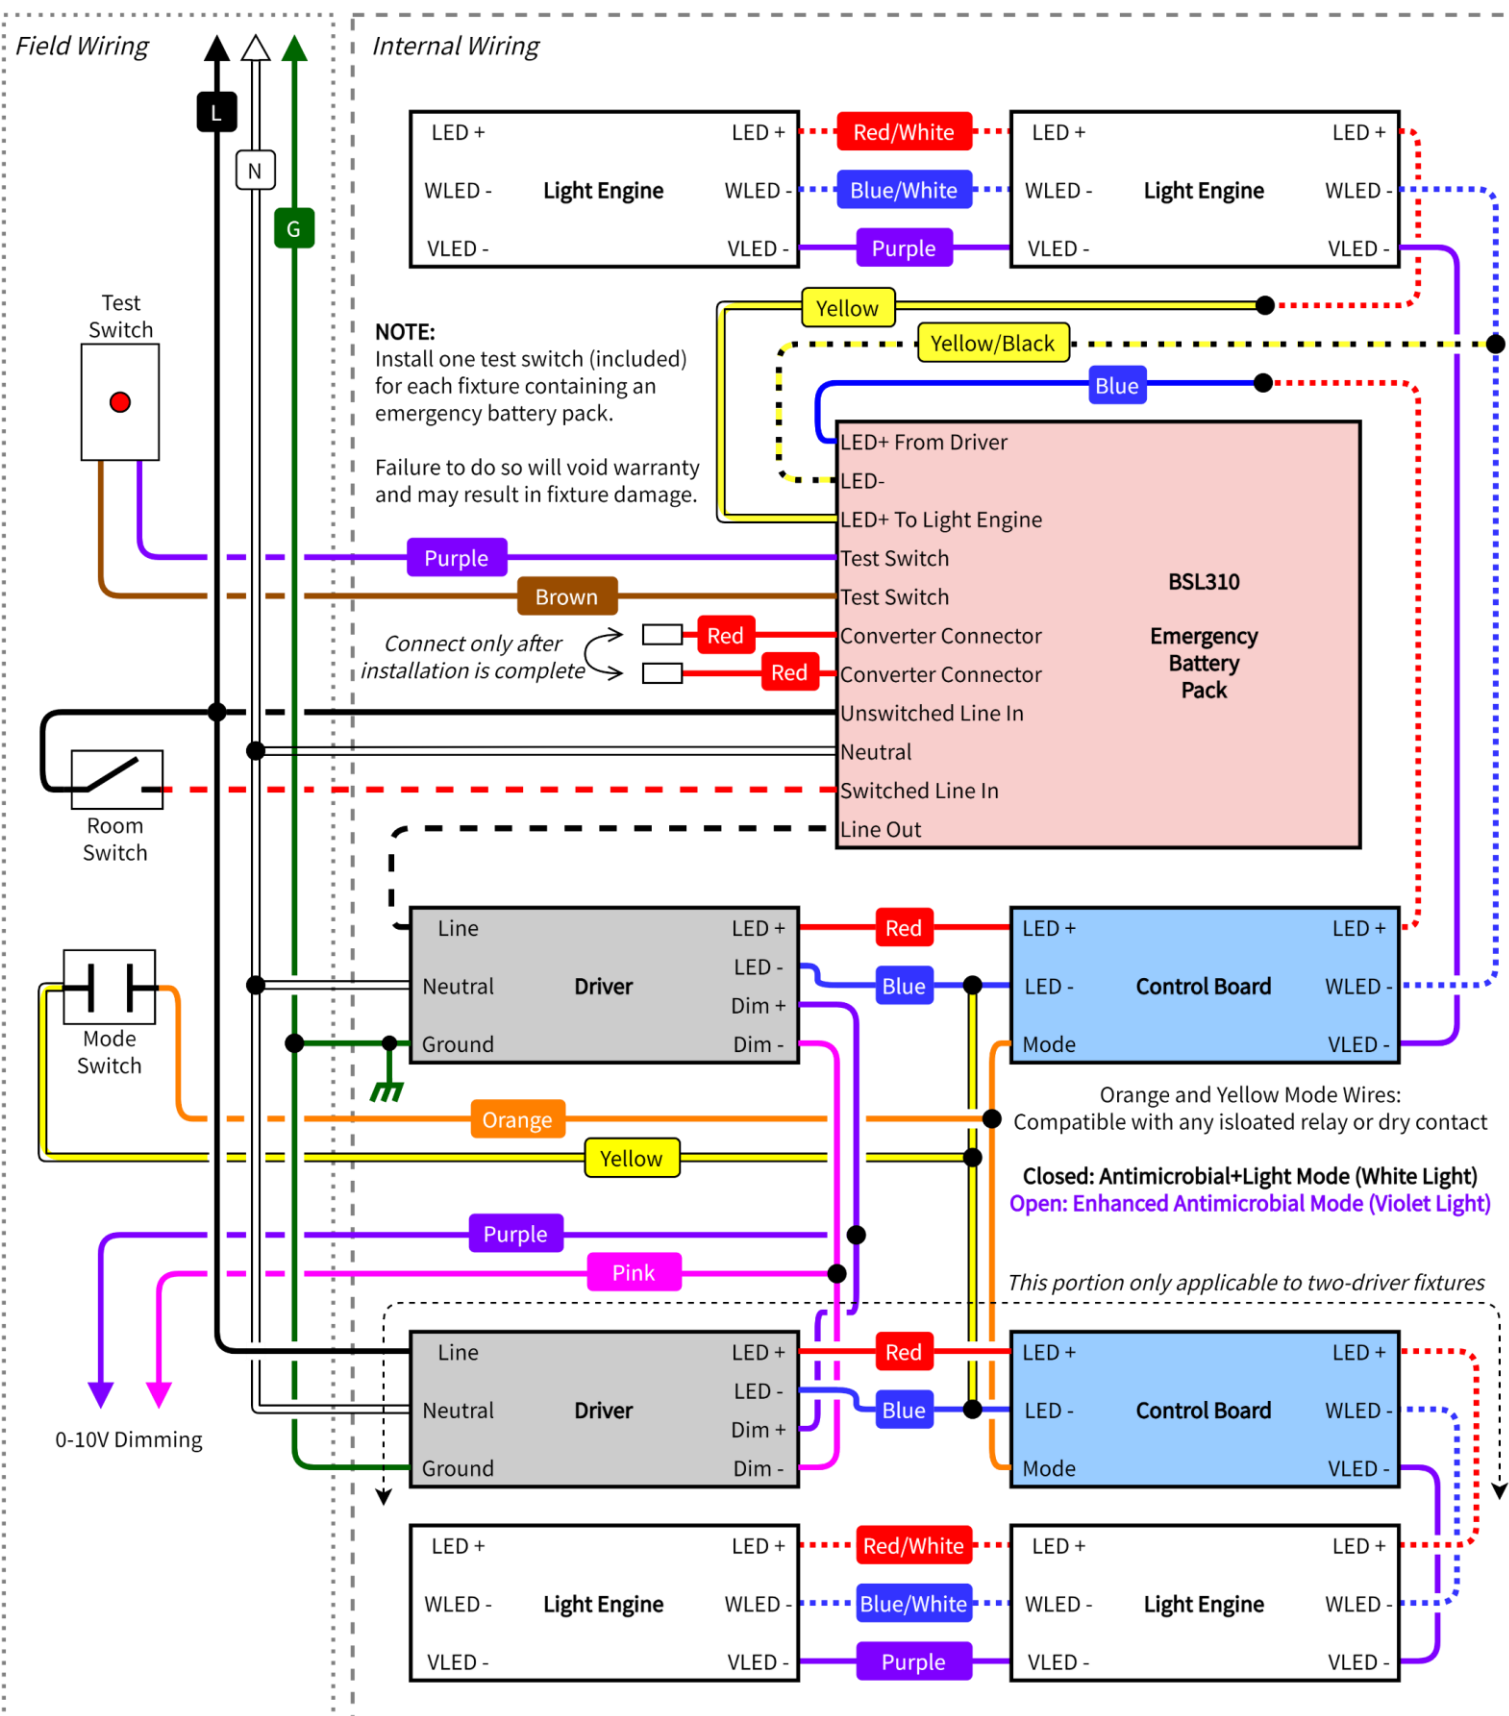 Field Wiring
Internal Wiring
L
N
G
LED +
LED +
Red/White
LED +
LED +
WLED -
Light Engine
WLED -
Blue/White
WLED -
Light Engine
WLED -
VLED -
VLED -
Purple
VLED -
VLED -
Test
Switch
Yellow
NOTE:
Install one test switch (included)
for each fixture containing an
emergency battery pack.
Failure to do so will void warranty
and may result in fixture damage.
Yellow/Black
Blue
LED+ From Driver
LED-
LED+ To Light Engine
Purple
Test Switch
Brown
Test Switch
BSL310
Emergency
Battery
Pack
Connect only after
installation is complete
Red
Converter Connector
Red
Converter Connector
Unswitched Line In
Neutral
Switched Line In
Line Out
Room
Switch
Line
LED +
Red
LED +
LED +
LED -
Neutral
Driver
Blue
LED -
Control Board
WLED -
Dim +
Ground
Dim -
Mode
VLED -
Mode
Switch
Orange
Yellow
Orange and Yellow Mode Wires:
Compatible with any isloated relay or dry contact
Closed: Antimicrobial+Light Mode (White Light)
Open: Enhanced Antimicrobial Mode (Violet Light)
Purple
Pink
This portion only applicable to two-driver fixtures
Line
LED +
Red
LED +
LED +
LED -
Neutral
Driver
Blue
LED -
Control Board
WLED -
Dim +
Ground
Dim -
Mode
VLED -
0-10V Dimming
LED +
LED +
Red/White
LED +
LED +
WLED -
Light Engine
WLED -
Blue/White
WLED -
Light Engine
WLED -
VLED -
VLED -
Purple
VLED -
VLED -